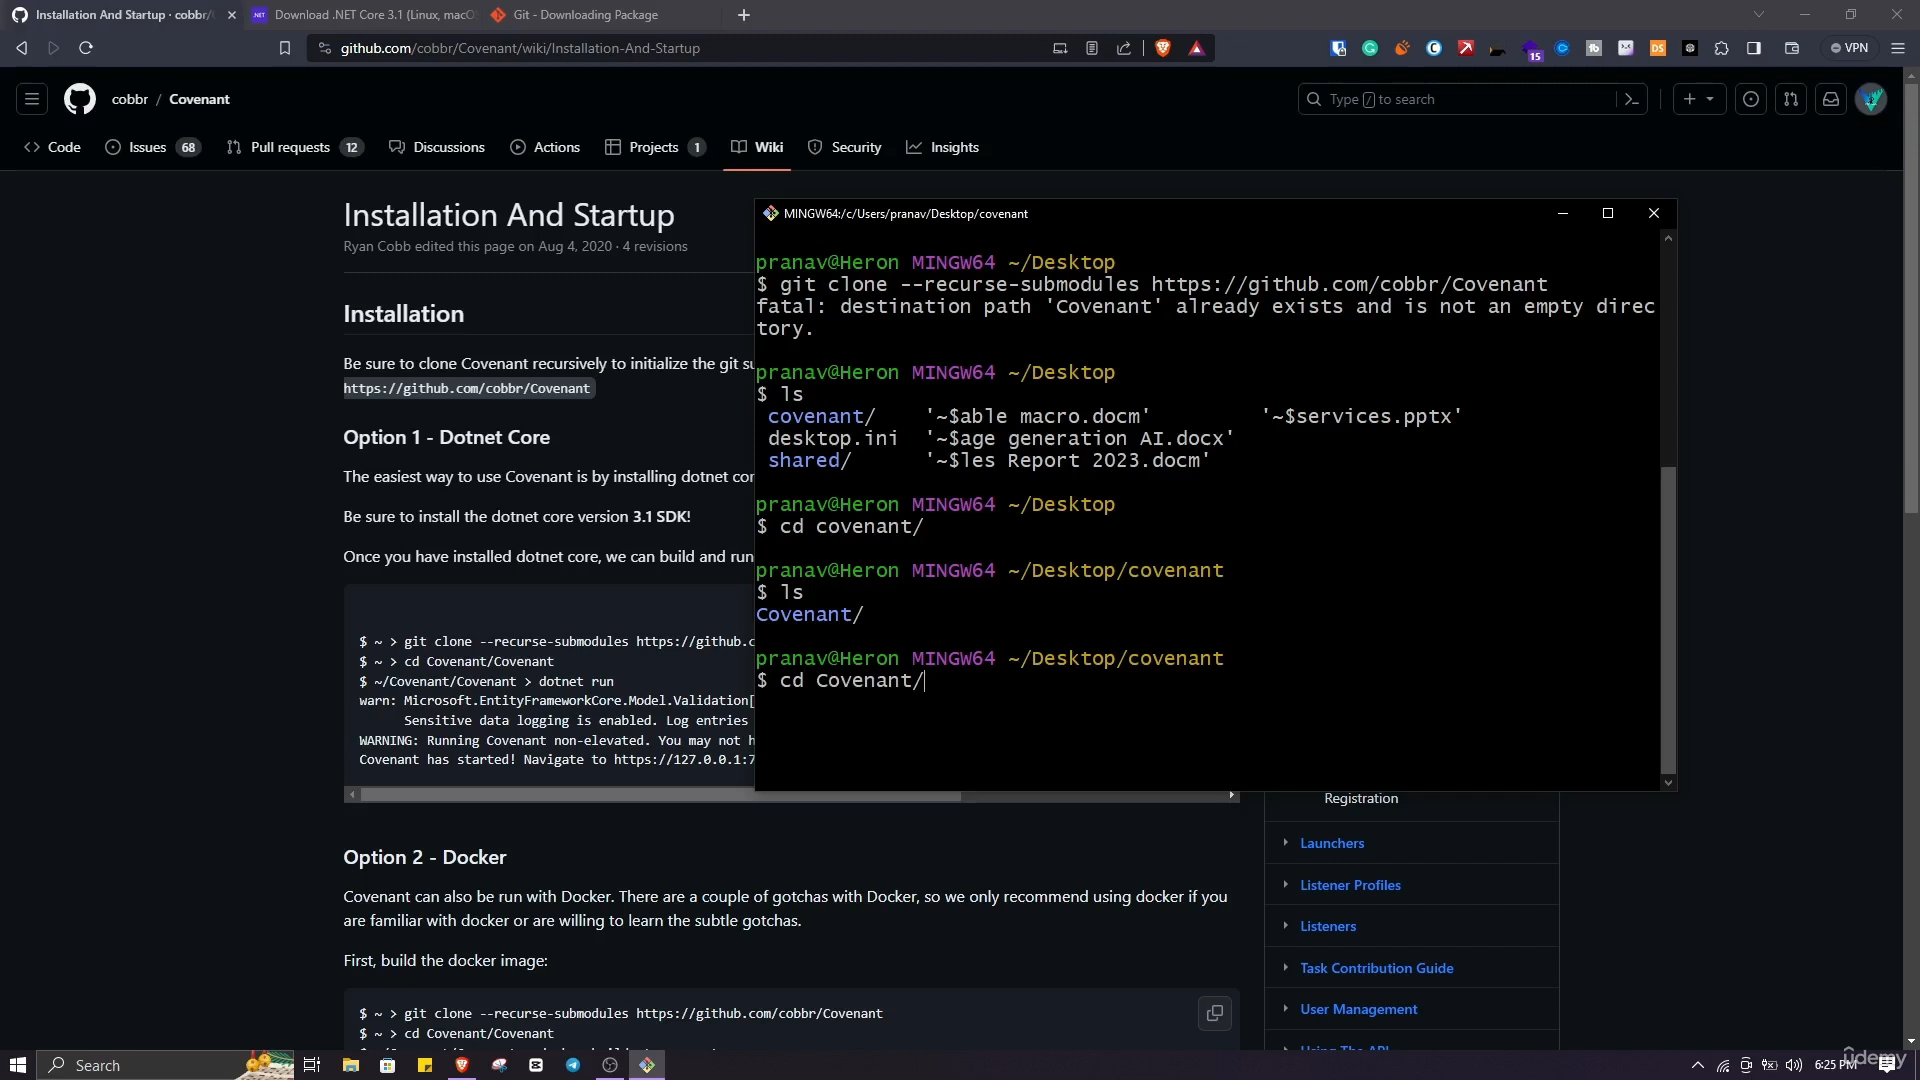 Installation And Startup · cobbr/
Download .NET Core 3.1 (Linux, macOS
Git - Downloading Package
github.com/cobbr/Covenant/wiki/Installation-And-Startup
15
DS
VPN
cobbr / Covenant
Type / to search
Code
Issues 68
Pull requests 12
Discussions
Actions
Projects 1
Wiki
Security
Insights
Installation And Startup
Ryan Cobb edited this page on Aug 4, 2020 · 4 revisions
Installation
Be sure to clone Covenant recursively to initialize the git su
https://github.com/cobbr/Covenant
Option 1 - Dotnet Core
The easiest way to use Covenant is by installing dotnet cor
Be sure to install the dotnet core version 3.1 SDK!
Once you have installed dotnet core, we can build and run
$ ~ > git clone --recurse-submodules https://github.c
$ ~ > cd Covenant/Covenant
$ ~/Covenant/Covenant > dotnet run
warn: Microsoft.EntityFrameworkCore.Model.Validation[
Sensitive data logging is enabled. Log entries
WARNING: Running Covenant non-elevated. You may not h
Covenant has started! Navigate to https://127.0.0.1:7
Option 2 - Docker
Covenant can also be run with Docker. There are a couple of gotchas with Docker, so we only recommend using docker if you
are familiar with docker or are willing to learn the subtle gotchas.
First, build the docker image:
$ ~ > git clone --recurse-submodules https://github.com/cobbr/Covenant
$ ~ > cd Covenant/Covenant
MINGW64:/c/Users/pranav/Desktop/covenant
pranav@Heron MINGW64 ~/Desktop
$ git clone --recurse-submodules https://github.com/cobbr/Covenant
fatal: destination path 'Covenant' already exists and is not an empty direc
tory.
pranav@Heron MINGW64 ~/Desktop
$ ls
covenant/ '~$able macro.docm' '~$services.pptx'
desktop.ini '~$age generation AI.docx'
shared/ '~$les Report 2023.docm'
pranav@Heron MINGW64 ~/Desktop
$ cd covenant/
pranav@Heron MINGW64 ~/Desktop/covenant
$ ls
Covenant/
pranav@Heron MINGW64 ~/Desktop/covenant
$ cd Covenant/
Registration
Launchers
Listener Profiles
Listeners
Task Contribution Guide
User Management
Using The API
Search
6:25 PM
ûdemy